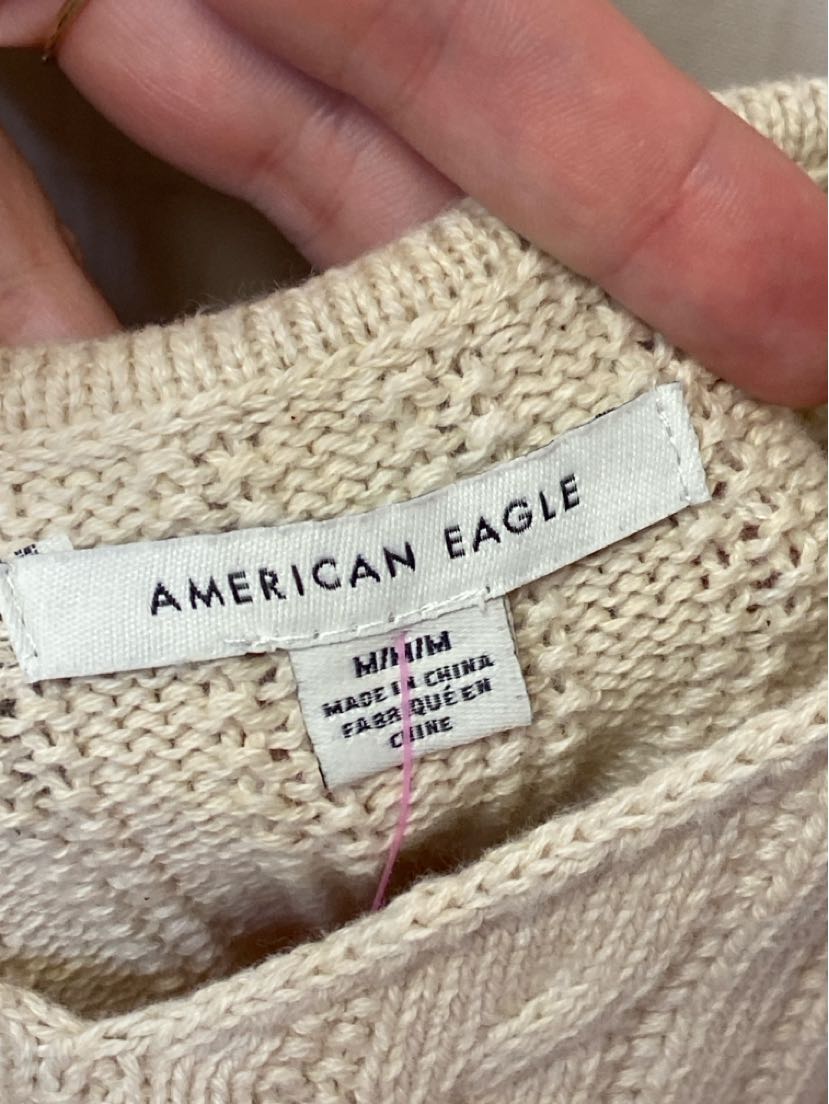 AMERICAN EAGLE
M/M/M
MADE IN CHINA
FABRIQUÉ EN
CHINE